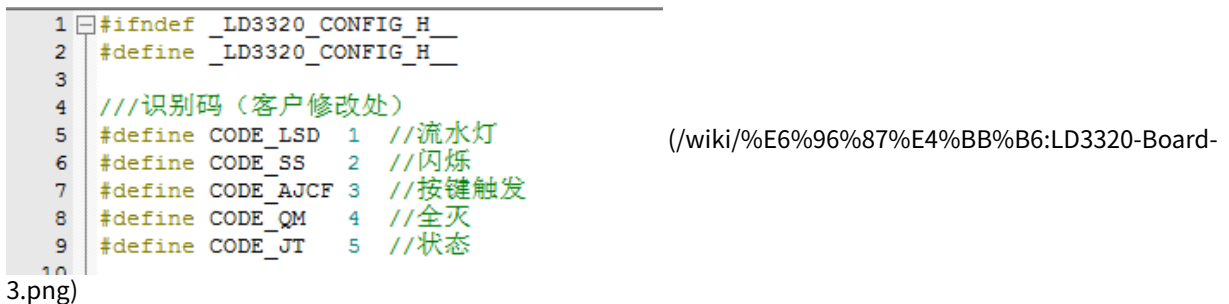 1 #ifndef _LD3320_CONFIG_H__
2 #define _LD3320_CONFIG_H__
3
4 ///识别码（客户修改处）
5 #define CODE_LSD 1 //流水灯
6 #define CODE_SS 2 //闪烁
7 #define CODE_AJCF 3 //按键触发
8 #define CODE_QM 4 //全灭
9 #define CODE_JT 5 //状态
10
(/wiki/%E6%96%87%E4%BB%B6:LD3320-Board-
3.png)